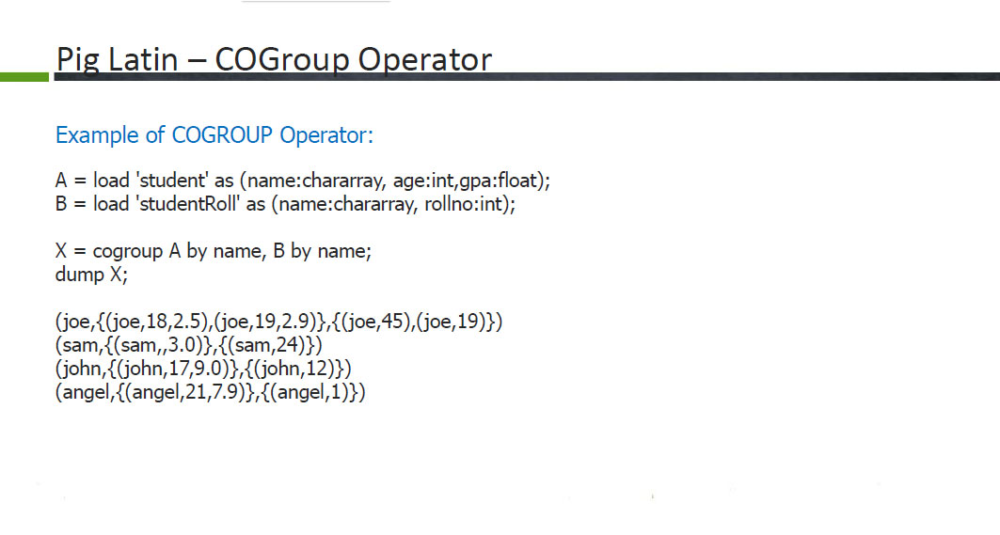 Pig Latin – COGroup Operator
Example of COGROUP Operator:
A = load 'student' as (name:chararray, age:int,gpa:float);
B = load 'studentRoll' as (name:chararray, rollno:int);
X = cogroup A by name, B by name;
dump X;
(joe,{(joe,18,2.5),(joe,19,2.9)},{(joe,45),(joe,19)})
(sam,{(sam,,3.0)},{(sam,24)})
(john,{(john,17,9.0)},{(john,12)})
(angel,{(angel,21,7.9)},{(angel,1)})